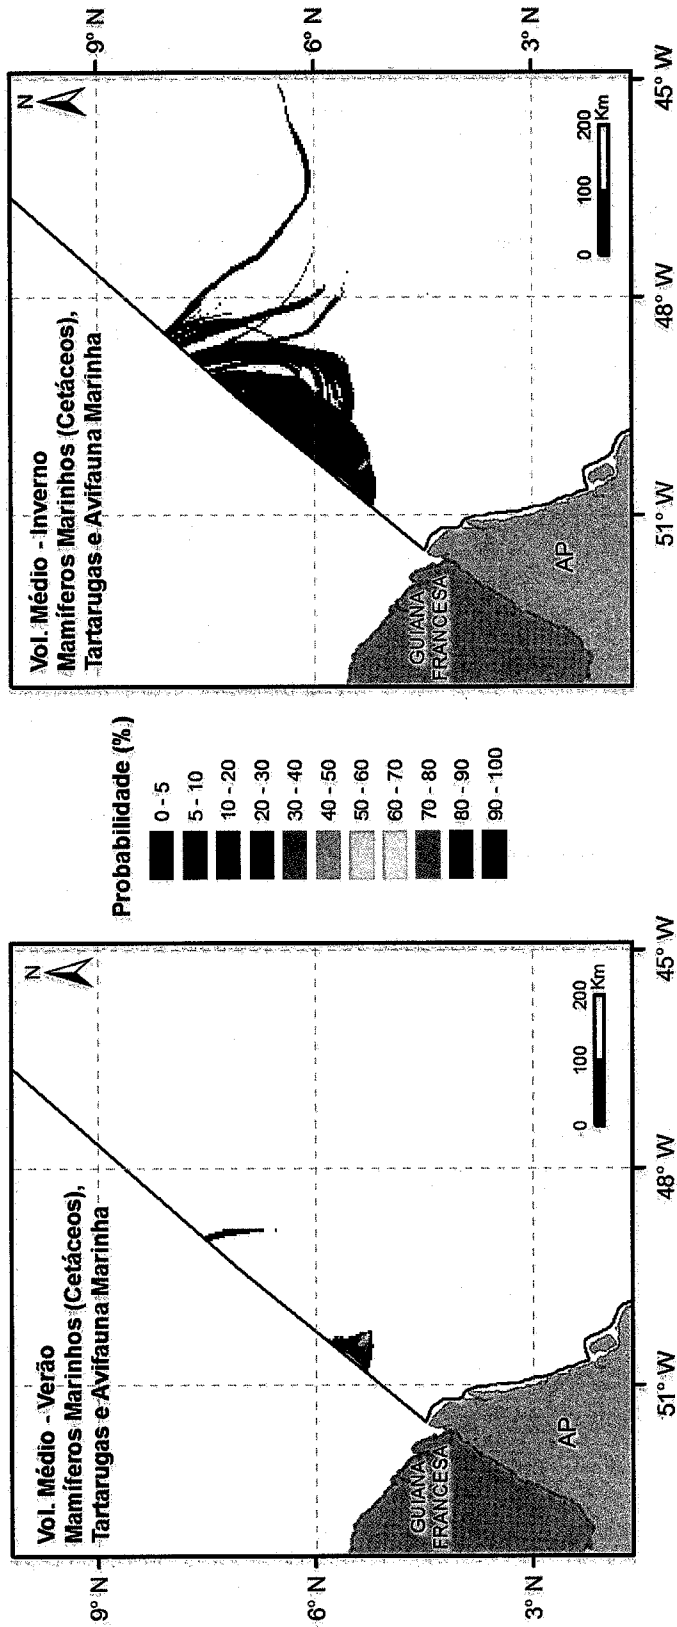 Vol. Médio - Verão
Mamíferos Marinhos (Cetáceos),
Tartarugas e Avifauna Marinha
N
9° N
6° N
3° N
GUIANA
FRANCESA
AP
0 100 200
Km
51° W 48° W 45° W
Probabilidade (%)
0 - 5
5 - 10
10 - 20
20 - 30
30 - 40
40 - 50
50 - 60
60 - 70
70 - 80
80 - 90
90 - 100
Vol. Médio - Inverno
Mamíferos Marinhos (Cetáceos),
Tartarugas e Avifauna Marinha
N
9° N
6° N
3° N
GUIANA
FRANCESA
AP
0 100 200
Km
51° W 48° W 45° W